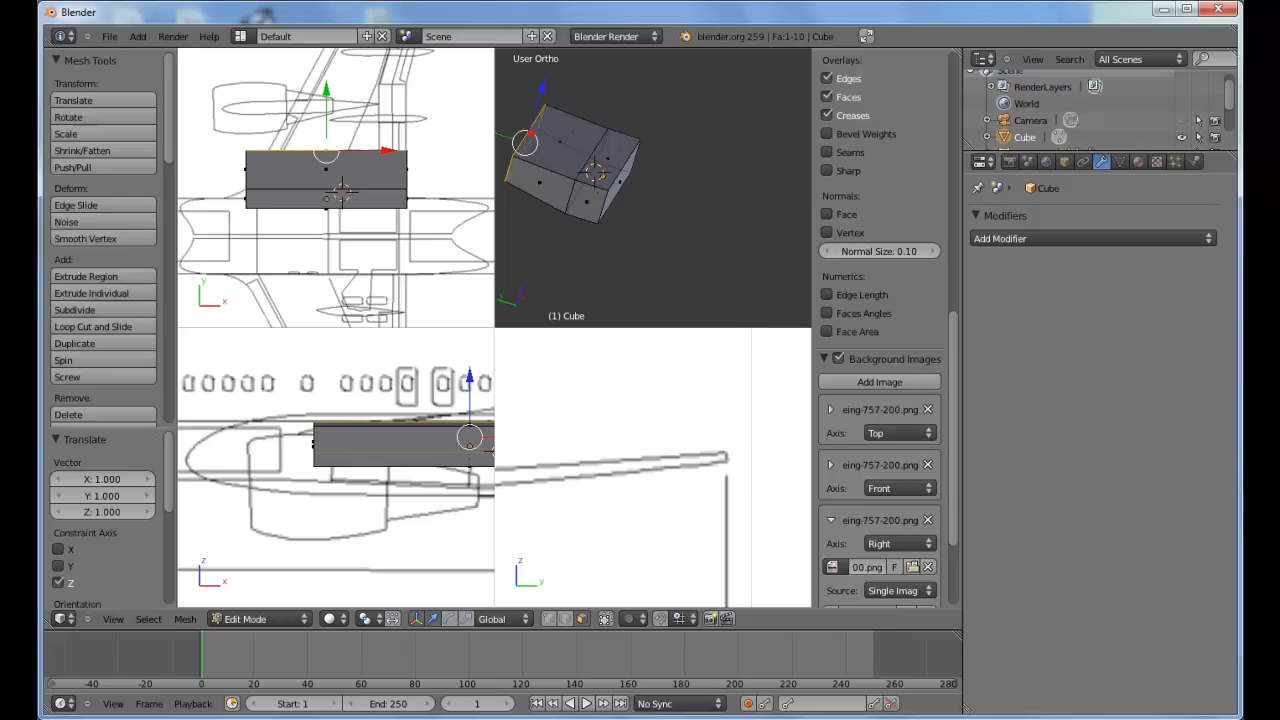 Blender
File Add Render Help Default Scene Blender Render blender.org 259 | Fa:1-10 | Cube
View Search All Scenes
Scene
RenderLayers
World
Camera
Cube
Cube
Modifiers
Add Modifier
Mesh Tools
Transform:
Translate
Rotate
Scale
Shrink/Fatten
Push/Pull
Deform:
Edge Slide
Noise
Smooth Vertex
Add:
Extrude Region
Extrude Individual
Subdivide
Loop Cut and Slide
Duplicate
Spin
Screw
Remove:
Delete
Translate
Vector
X: 1.000
Y: 1.000
Z: 1.000
Constraint Axis
X
Y
Z
Orientation
y
x
User Ortho
(1) Cube
z
x
z
y
Overlays:
Edges
Faces
Creases
Bevel Weights
Seams
Sharp
Normals:
Face
Vertex
Normal Size: 0.10
Numerics:
Edge Length
Faces Angles
Face Area
Background Images
Add Image
eing-757-200.png
Axis: Top
eing-757-200.png
Axis: Front
eing-757-200.png
Axis: Right
00.png F
Source: Single Imag
View Select Mesh Edit Mode Global
-40 -20 0 20 40 60 80 100 120 140 160 180 200 220 240 260 280
View Frame Playback Start: 1 End: 250 1 No Sync